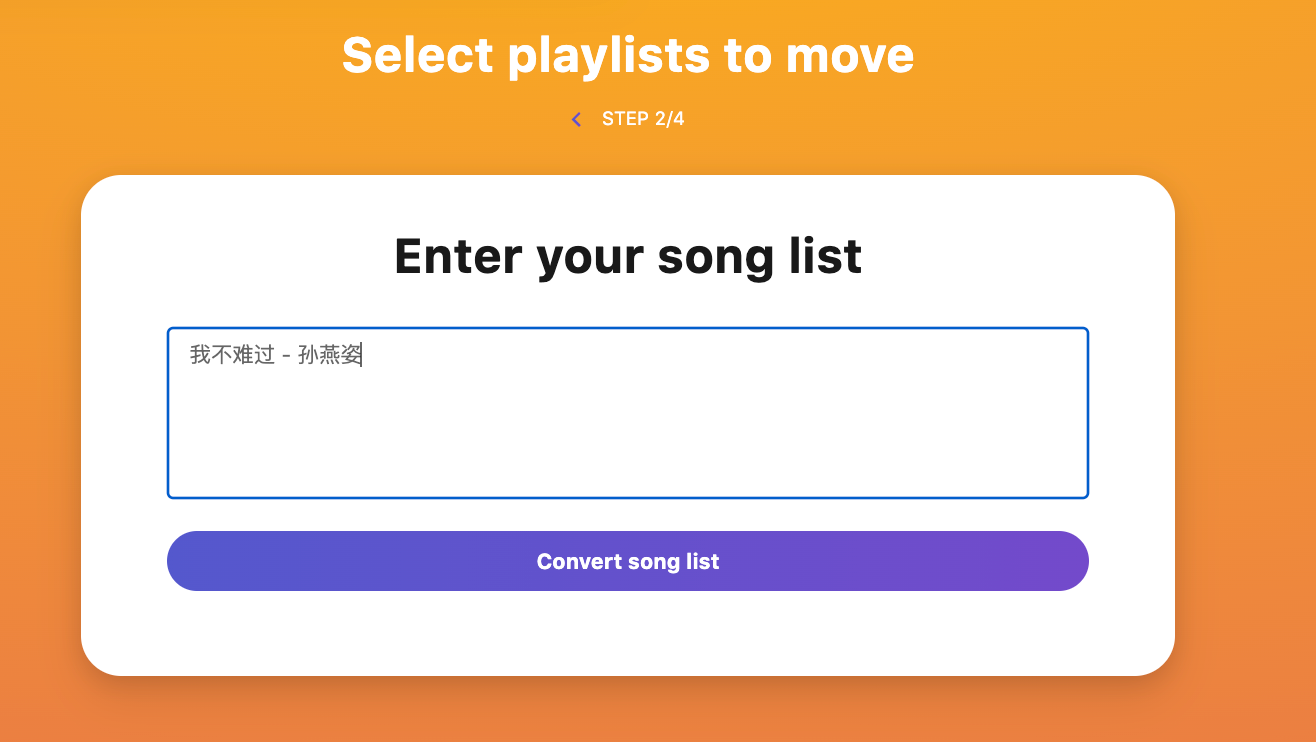 Select playlists to move
STEP 2/4
Enter your song list
我不难过 - 孙燕姿
Convert song list